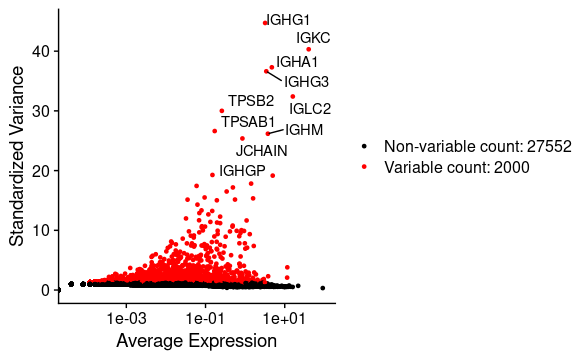 IGHG1
IGKC
40
IGHA1
IGHG3
30
TPSB2
IGLC2
TPSAB1
IGHM
JCHAIN
20
IGHGP
10
0
Standardized Variance
1e-03
1e-01
1e+01
Average Expression
Non-variable count: 27552
Variable count: 2000